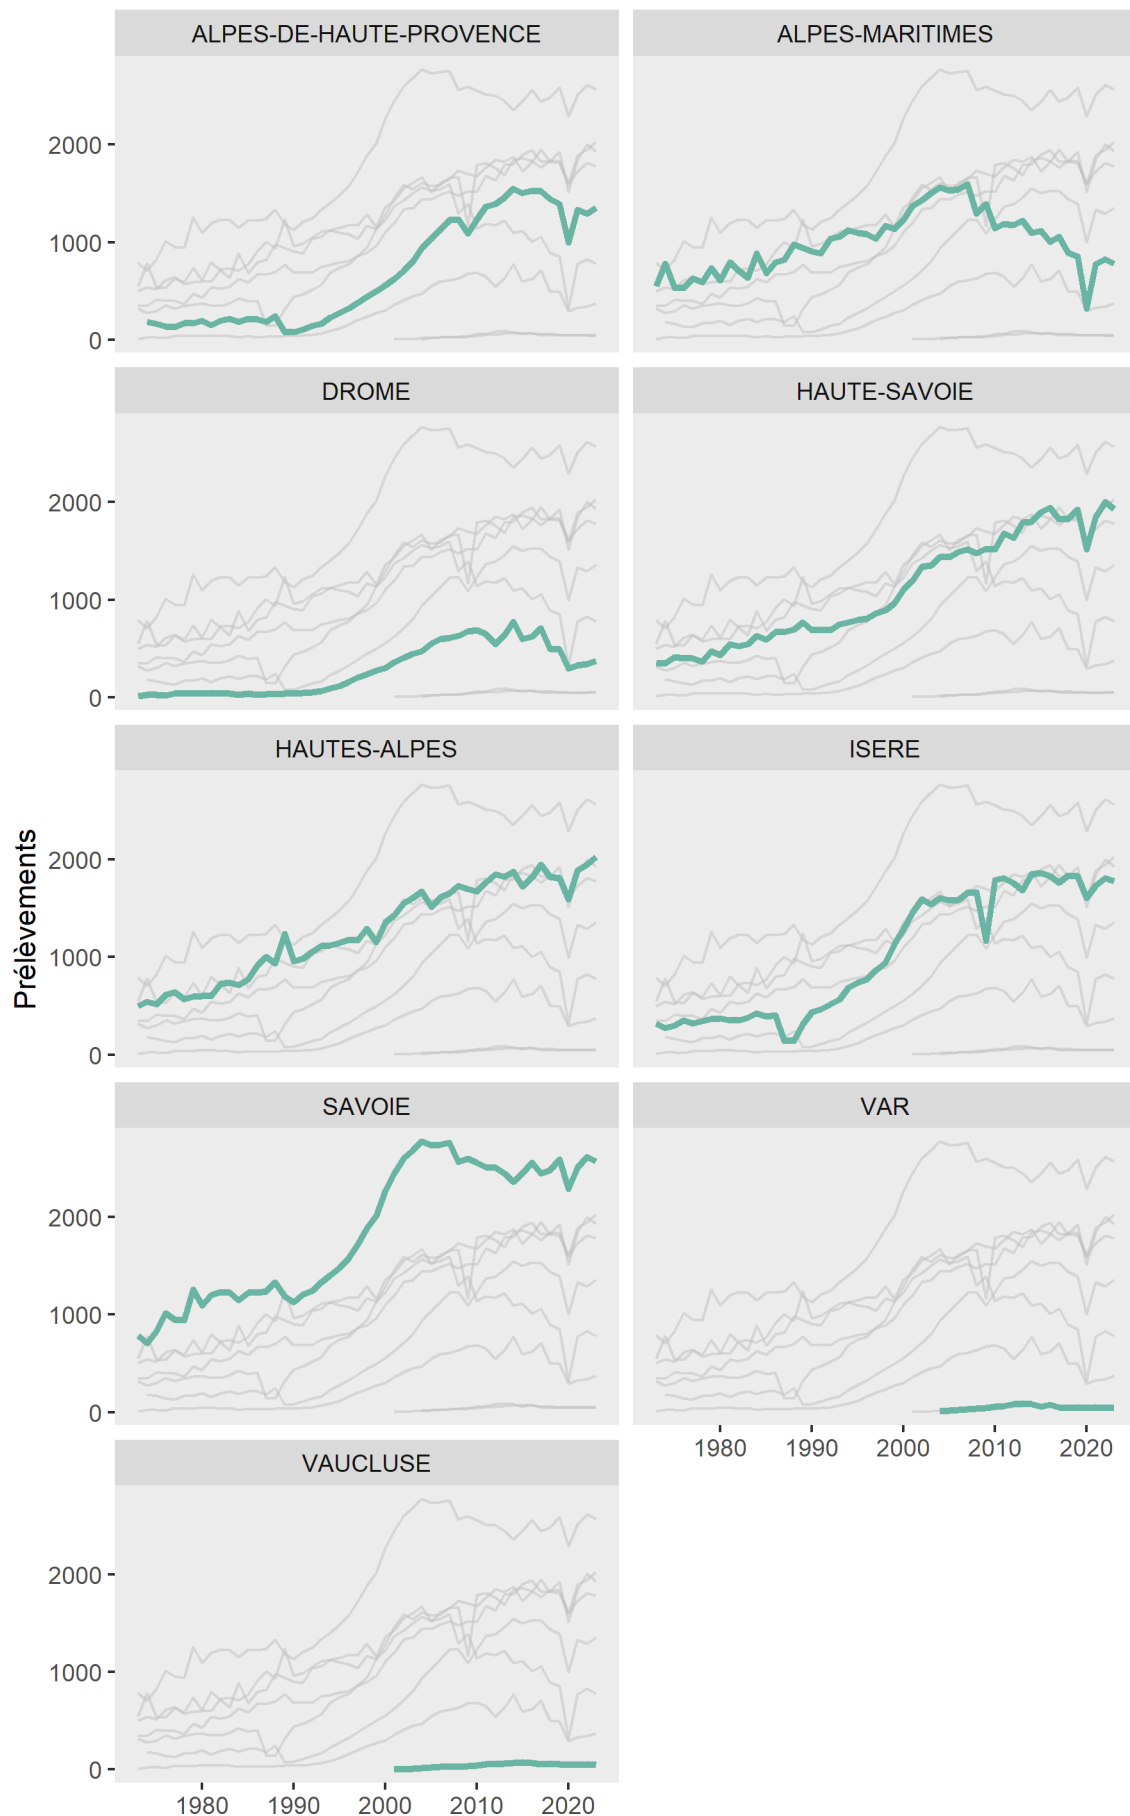 ALPES-DE-HAUTE-PROVENCE
ALPES-MARITIMES
2000
1000
0
DROME
HAUTE-SAVOIE
2000
1000
0
HAUTES-ALPES
ISERE
2000
1000
0
Prélèvements
SAVOIE
VAR
2000
1000
0
1980 1990 2000 2010 2020
VAUCLUSE
2000
1000
0
1980 1990 2000 2010 2020